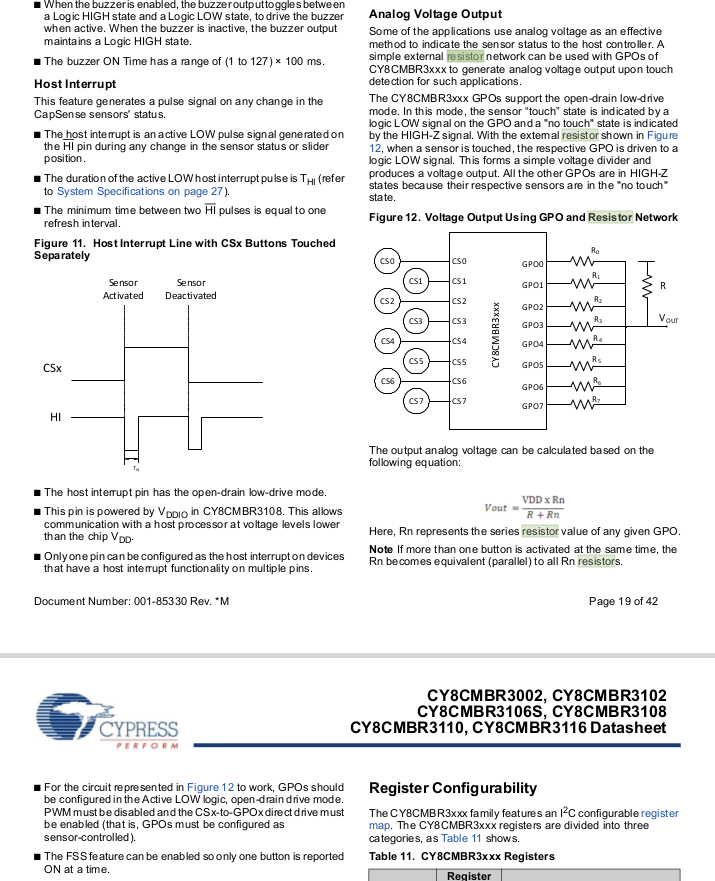 ■ When the buzzer is enabled, the buzzer output toggles between
a Logic HIGH state and a Logic LOW state, to drive the buzzer
when active. When the buzzer is inactive, the buzzer output
maintains a Logic HIGH state.
■ The buzzer ON Time has a range of (1 to 127) × 100 ms.
Host Interrupt
This feature generates a pulse signal on any change in the
CapSense sensors' status.
■ The host interrupt is an active LOW pulse signal generated on
the HI pin during any change in the sensor status or slider
position.
■ The duration of the active LOW host interrupt pulse is THI (refer
to System Specifications on page 27).
■ The minimum time between two HI pulses is equal to one
refresh interval.
Figure 11. Host Interrupt Line with CSx Buttons Touched
Separately
Sensor Activated
Sensor Deactivated
CSx
HI
■ The host interrupt pin has the open-drain low-drive mode.
■ This pin is powered by VDDIO in CY8CMBR3108. This allows
communication with a host processor at voltage levels lower
than the chip VDD.
■ Only one pin can be configured as the host interrupt on devices
that have a host interrupt functionality on multiple pins.
Analog Voltage Output
Some of the applications use analog voltage as an effective
method to indicate the sensor status to the host controller. A
simple external resistor network can be used with GPOs of
CY8CMBR3xxx to generate analog voltage output upon touch
detection for such applications.
The CY8CMBR3xxx GPOs support the open-drain low-drive
mode. In this mode, the sensor “touch” state is indicated by a
logic LOW signal on the GPO and a "no touch" state is indicated
by the HIGH-Z signal. With the external resistor shown in Figure
12, when a sensor is touched, the respective GPO is driven to a
logic LOW signal. This forms a simple voltage divider and
produces a voltage output. All the other GPOs are in HIGH-Z
states because their respective sensors are in the "no touch"
state.
Figure 12. Voltage Output Using GPO and Resistor Network
CS0 CS0 GPO0 R0
CS1 CS1 GPO1 R1 R
CS2 CS2 GPO2 R2
CS3 CS3 GPO3 R3 VOUT
CS4 CS4 GPO4 R4
CS5 CS5 GPO5 R5
CS6 CS6 GPO6 R6
CS7 CS7 GPO7 R7
CY8CMBR3xxx
The output analog voltage can be calculated based on the
following equation:
Vout = VDD x Rn / R + Rn
Here, Rn represents the series resistor value of any given GPO.
Note If more than one button is activated at the same time, the
Rn becomes equivalent (parallel) to all Rn resistors.
Document Number: 001-85330 Rev. *M
Page 19 of 42
CYPRESS
PERFORM
CY8CMBR3002, CY8CMBR3102
CY8CMBR3106S, CY8CMBR3108
CY8CMBR3110, CY8CMBR3116 Datasheet
■ For the circuit represented in Figure 12 to work, GPOs should
be configured in the Active LOW logic, open-drain drive mode.
PWM must be disabled and the CSx-to-GPOx direct drive must
be enabled (that is, GPOs must be configured as
sensor-controlled).
■ The FSS feature can be enabled so only one button is reported
ON at a time.
Register Configurability
The CY8CMBR3xxx family features an I2C configurable register
map. The CY8CMBR3xxx registers are divided into three
categories, as Table 11 shows.
Table 11. CY8CMBR3xxx Registers
Register